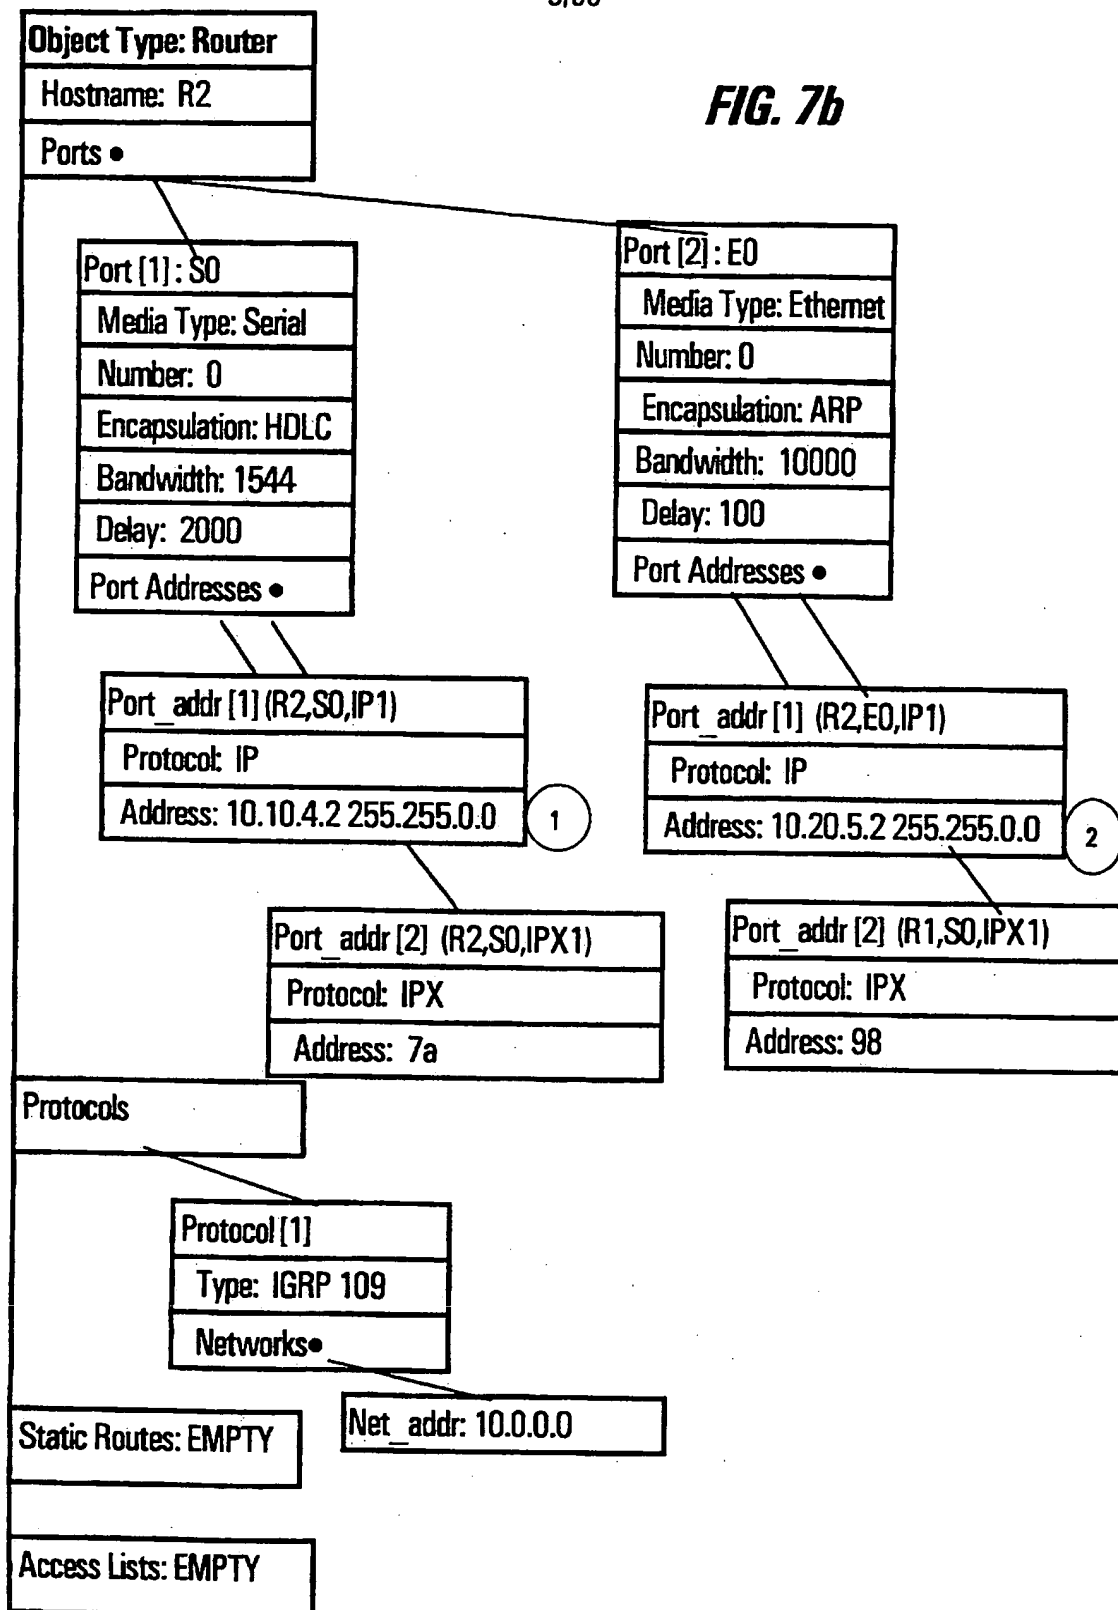 Object Type: Router
Hostname: R2
Ports •
FIG. 7b
Port [1] : S0
Media Type: Serial
Number: 0
Encapsulation: HDLC
Bandwidth: 1544
Delay: 2000
Port Addresses •
Port [2] : E0
Media Type: Ethernet
Number: 0
Encapsulation: ARP
Bandwidth: 10000
Delay: 100
Port Addresses •
Port_addr [1] (R2,S0,IP1)
Protocol: IP
Address: 10.10.4.2 255.255.0.0
1
Port_addr [1] (R2,E0,IP1)
Protocol: IP
Address: 10.20.5.2 255.255.0.0
2
Port_addr [2] (R2,S0,IPX1)
Protocol: IPX
Address: 7a
Port_addr [2] (R1,S0,IPX1)
Protocol: IPX
Address: 98
Protocols
Protocol [1]
Type: IGRP 109
Networks•
Net_addr: 10.0.0.0
Static Routes: EMPTY
Access Lists: EMPTY